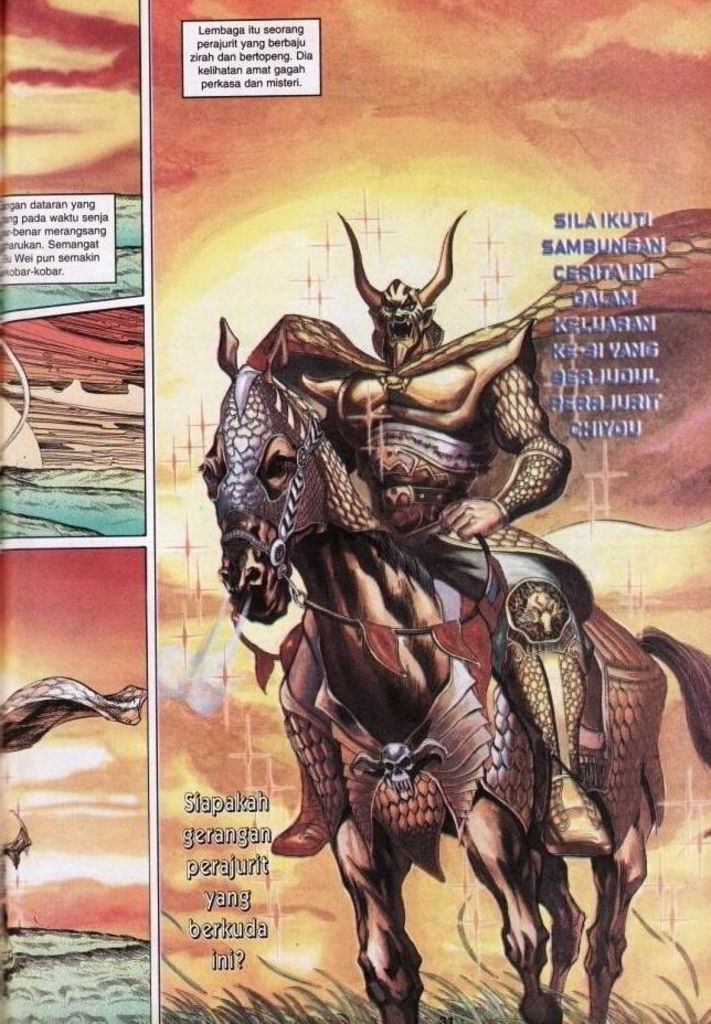 Lembaga itu seorang
perajurit yang berbaju
zirah dan bertopeng. Dia
kelihatan amat gagah
perkasa dan misteri.
dataran yang
pada waktu senja
benar merangsang
Semangat
Wei pun semakin
kobar-kobar.
SILA IKUTI
SAMBUNGAN
CERITA INI
DALAM
KELUARAN
KE-31 YANG
BERJUDUL
PERAJURIT
CHIYOU
Siapakah
gerangan
perajurit
yang
berkuda
ini?
31